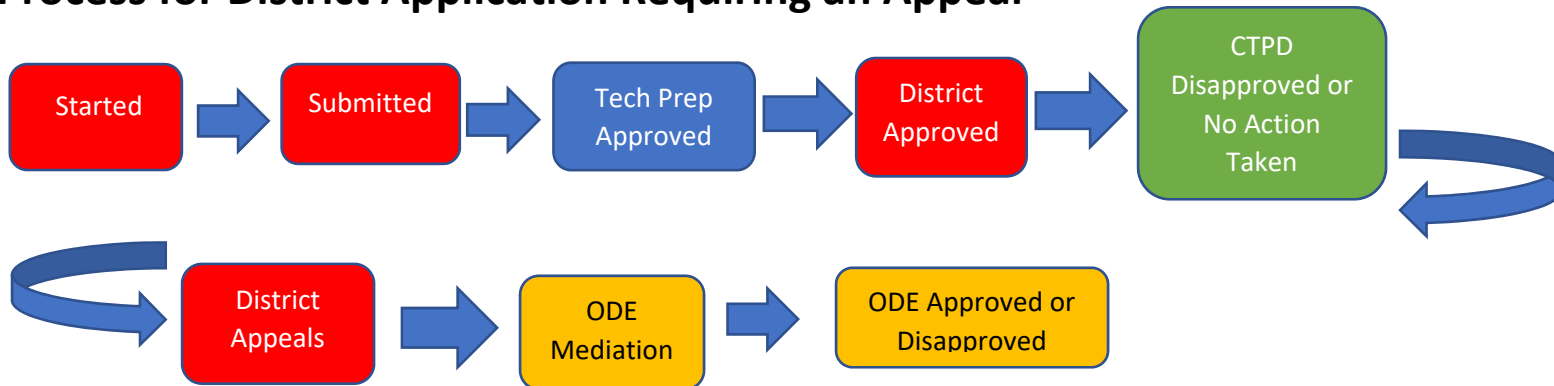 Process for District Application Requiring an Appeal
Started
Submitted
Tech Prep
Approved
District
Approved
CTPD
Disapproved or
No Action
Taken
District
Appeals
ODE
Mediation
ODE Approved or
Disapproved